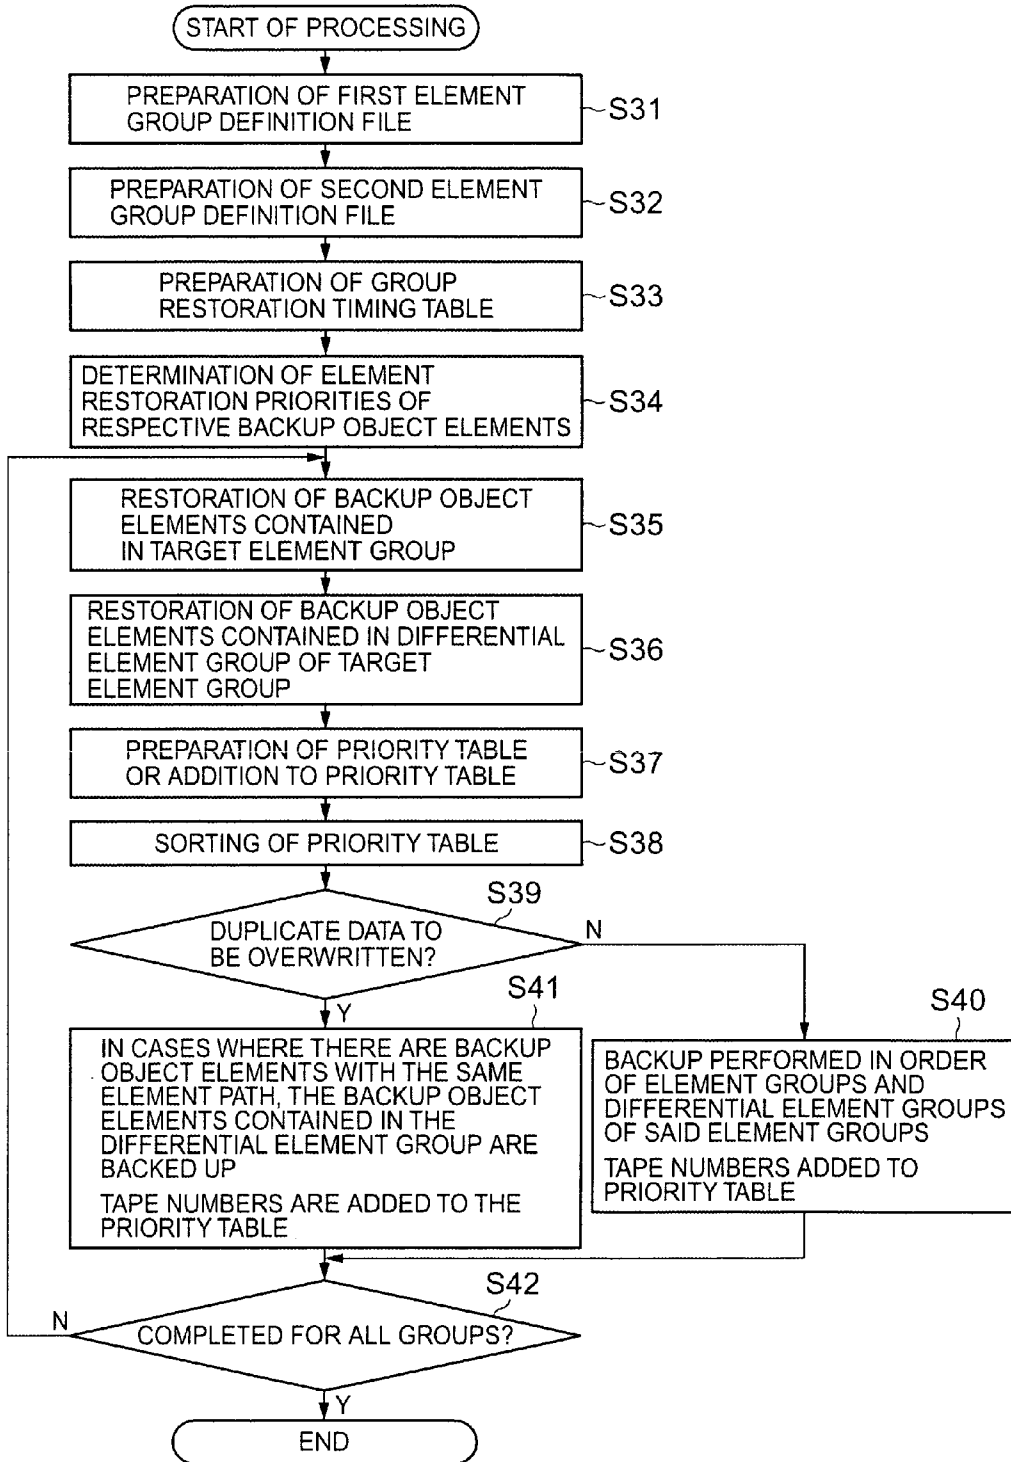 START OF PROCESSING
PREPARATION OF FIRST ELEMENT
GROUP DEFINITION FILE
S31
PREPARATION OF SECOND ELEMENT
GROUP DEFINITION FILE
S32
PREPARATION OF GROUP
RESTORATION TIMING TABLE
S33
DETERMINATION OF ELEMENT
RESTORATION PRIORITIES OF
RESPECTIVE BACKUP OBJECT ELEMENTS
S34
RESTORATION OF BACKUP OBJECT
ELEMENTS CONTAINED
IN TARGET ELEMENT GROUP
S35
RESTORATION OF BACKUP OBJECT
ELEMENTS CONTAINED IN DIFFERENTIAL
ELEMENT GROUP OF TARGET
ELEMENT GROUP
S36
PREPARATION OF PRIORITY TABLE
OR ADDITION TO PRIORITY TABLE
S37
SORTING OF PRIORITY TABLE
S38
S39
DUPLICATE DATA TO
BE OVERWRITTEN?
N
Y
S41
IN CASES WHERE THERE ARE BACKUP
OBJECT ELEMENTS WITH THE SAME
ELEMENT PATH, THE BACKUP OBJECT
ELEMENTS CONTAINED IN THE
DIFFERENTIAL ELEMENT GROUP ARE
BACKED UP
TAPE NUMBERS ARE ADDED TO THE
PRIORITY TABLE
S40
BACKUP PERFORMED IN ORDER
OF ELEMENT GROUPS AND
DIFFERENTIAL ELEMENT GROUPS
OF SAID ELEMENT GROUPS
TAPE NUMBERS ADDED TO
PRIORITY TABLE
S42
N
COMPLETED FOR ALL GROUPS?
Y
END